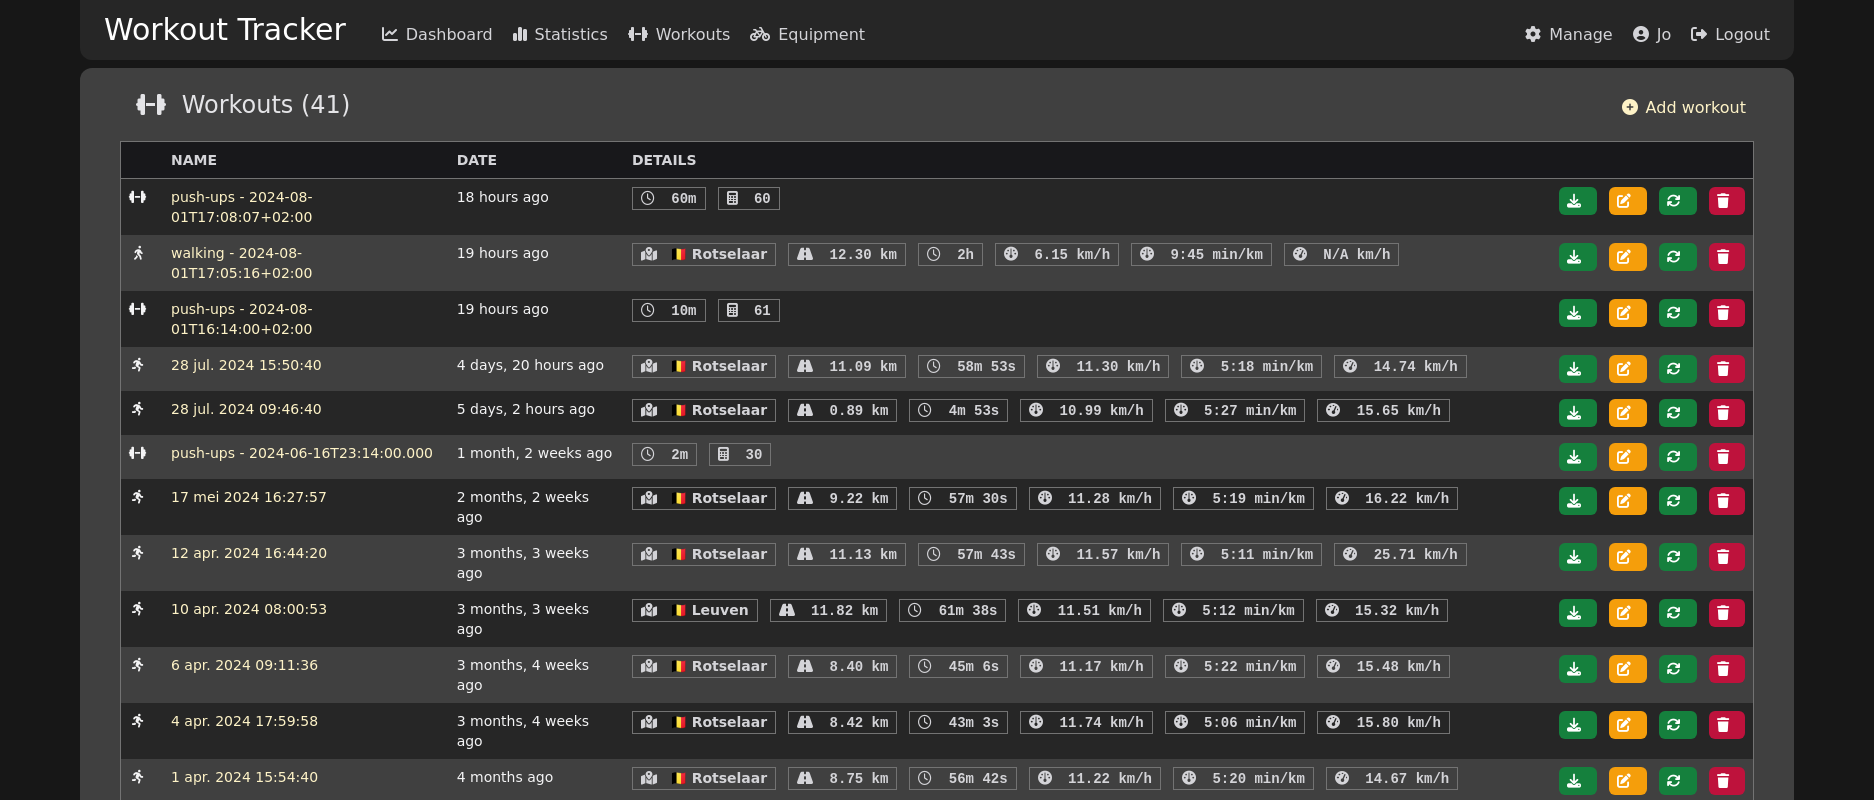 Workout Tracker Dashboard Statistics Workouts Equipment Manage Jo Logout
Workouts (41) Add workout
NAME DATE DETAILS
push-ups - 2024-08- 18 hours ago 60m 60
01T17:08:07+02:00
walking - 2024-08- 19 hours ago Rotselaar 12.30 km 2h 6.15 km/h 9:45 min/km N/A km/h
01T17:05:16+02:00
push-ups - 2024-08- 19 hours ago 10m 61
01T16:14:00+02:00
28 jul. 2024 15:50:40 4 days, 20 hours ago Rotselaar 11.09 km 58m 53s 11.30 km/h 5:18 min/km 14.74 km/h
28 jul. 2024 09:46:40 5 days, 2 hours ago Rotselaar 0.89 km 4m 53s 10.99 km/h 5:27 min/km 15.65 km/h
push-ups - 2024-06-16T23:14:00.000 1 month, 2 weeks ago 2m 30
17 mei 2024 16:27:57 2 months, 2 weeks Rotselaar 9.22 km 57m 30s 11.28 km/h 5:19 min/km 16.22 km/h
ago
12 apr. 2024 16:44:20 3 months, 3 weeks Rotselaar 11.13 km 57m 43s 11.57 km/h 5:11 min/km 25.71 km/h
ago
10 apr. 2024 08:00:53 3 months, 3 weeks Leuven 11.82 km 61m 38s 11.51 km/h 5:12 min/km 15.32 km/h
ago
6 apr. 2024 09:11:36 3 months, 4 weeks Rotselaar 8.40 km 45m 6s 11.17 km/h 5:22 min/km 15.48 km/h
ago
4 apr. 2024 17:59:58 3 months, 4 weeks Rotselaar 8.42 km 43m 3s 11.74 km/h 5:06 min/km 15.80 km/h
ago
1 apr. 2024 15:54:40 4 months ago Rotselaar 8.75 km 56m 42s 11.22 km/h 5:20 min/km 14.67 km/h